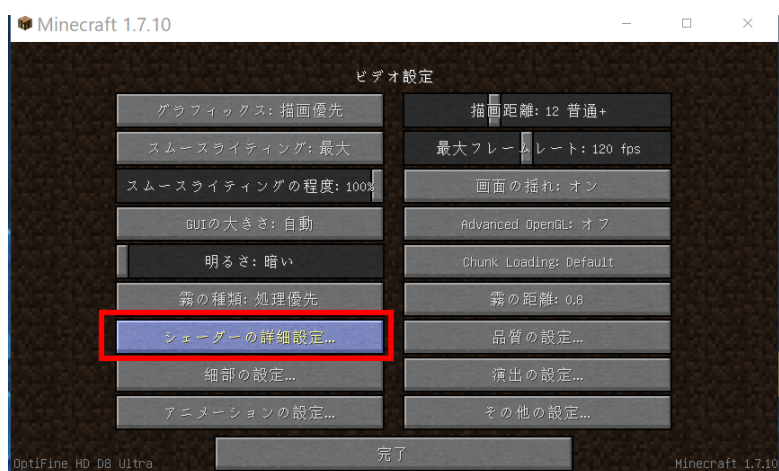 Minecraft 1.7.10
ビデオ設定
グラフィックス: 描画優先
描画距離: 12 普通+
スムースライティング: 最大
最大フレームレート: 120 fps
スムースライティングの程度: 100%
画面の揺れ: オン
GUIの大きさ: 自動
Advanced OpenGL: オフ
明るさ: 暗い
Chunk Loading: Default
霧の種類: 処理優先
霧の距離: 0.8
シェーダーの詳細設定...
品質の設定...
細部の設定...
演出の設定...
アニメーションの設定...
その他の設定...
完了
OptiFine HD D8 Ultra
Minecraft 1.7.10